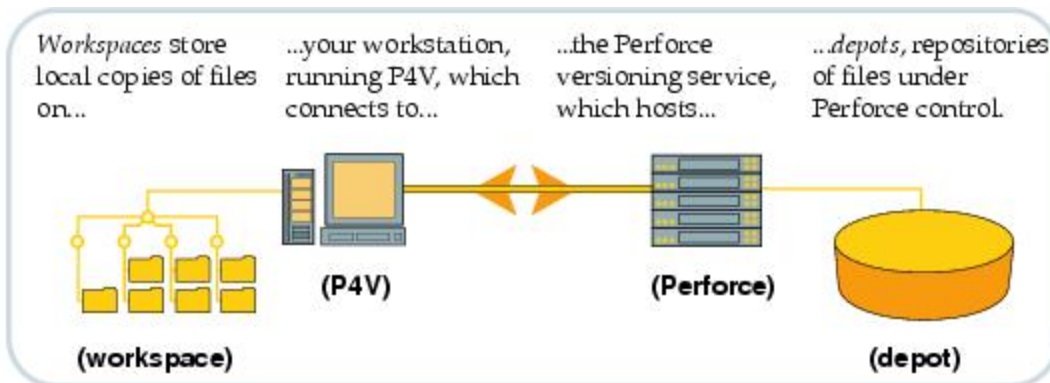 Workspaces store
local copies of files
on...
...your workstation,
running P4V, which
connects to...
...the Perforce
versioning service,
which hosts...
...depots, repositories
of files under
Perforce control.
(P4V)
(Perforce)
(workspace)
(depot)